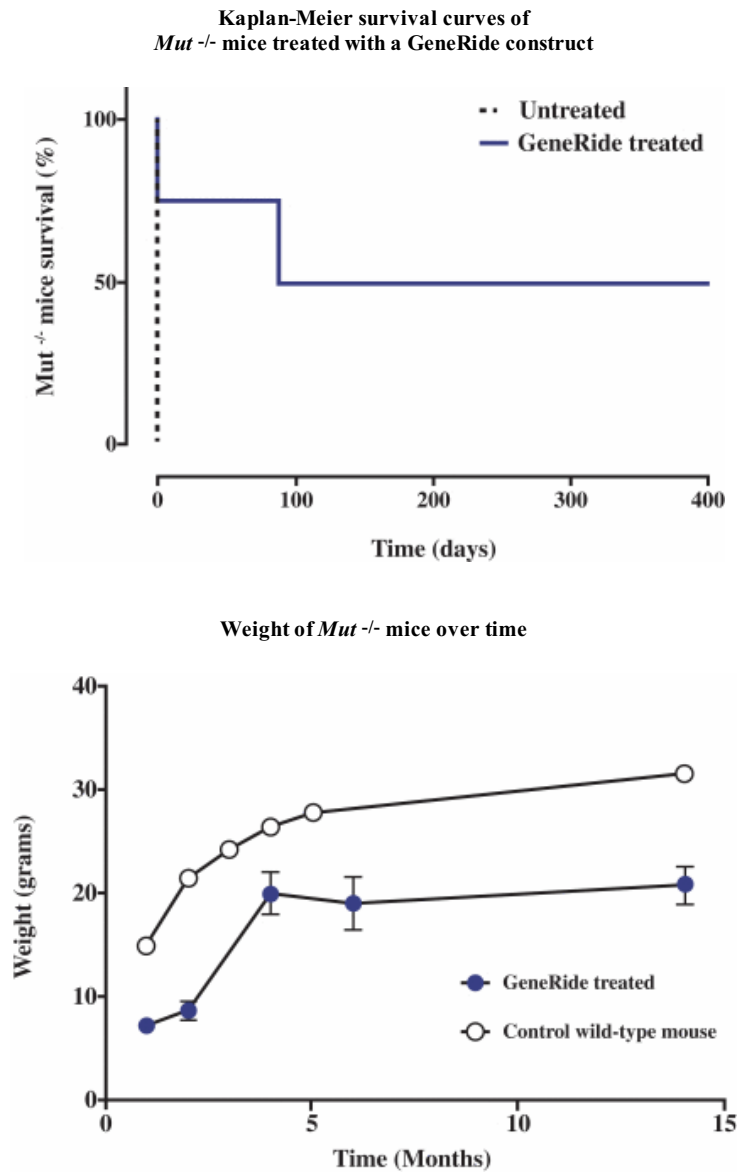 Kaplan-Meier survival curves of
Mut -/- mice treated with a GeneRide construct
Untreated
GeneRide treated
Mut -/- mice survival (%)
100
50
0
0 100 200 300 400
Time (days)
Weight of Mut -/- mice over time
Weight (grams)
40
30
20
10
0
GeneRide treated
Control wild-type mouse
0 5 10 15
Time (Months)